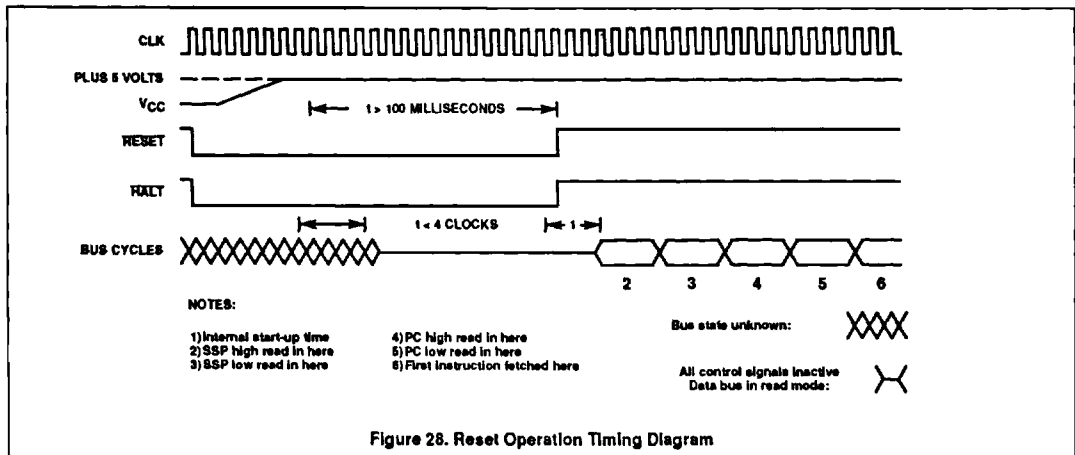 CLK
PLUS 5 VOLTS
VCC
t > 100 MILLISECONDS
RESET
HALT
t < 4 CLOCKS
1
BUS CYCLES
2 3 4 5 6
NOTES:
1)Internal start-up time
2)SSP high read in here
3)SSP low read in here
4)PC high read in here
5)PC low read in here
6)First instruction fetched here
Bus state unknown:
All control signals inactive
Data bus in read mode:
Figure 28. Reset Operation Timing Diagram